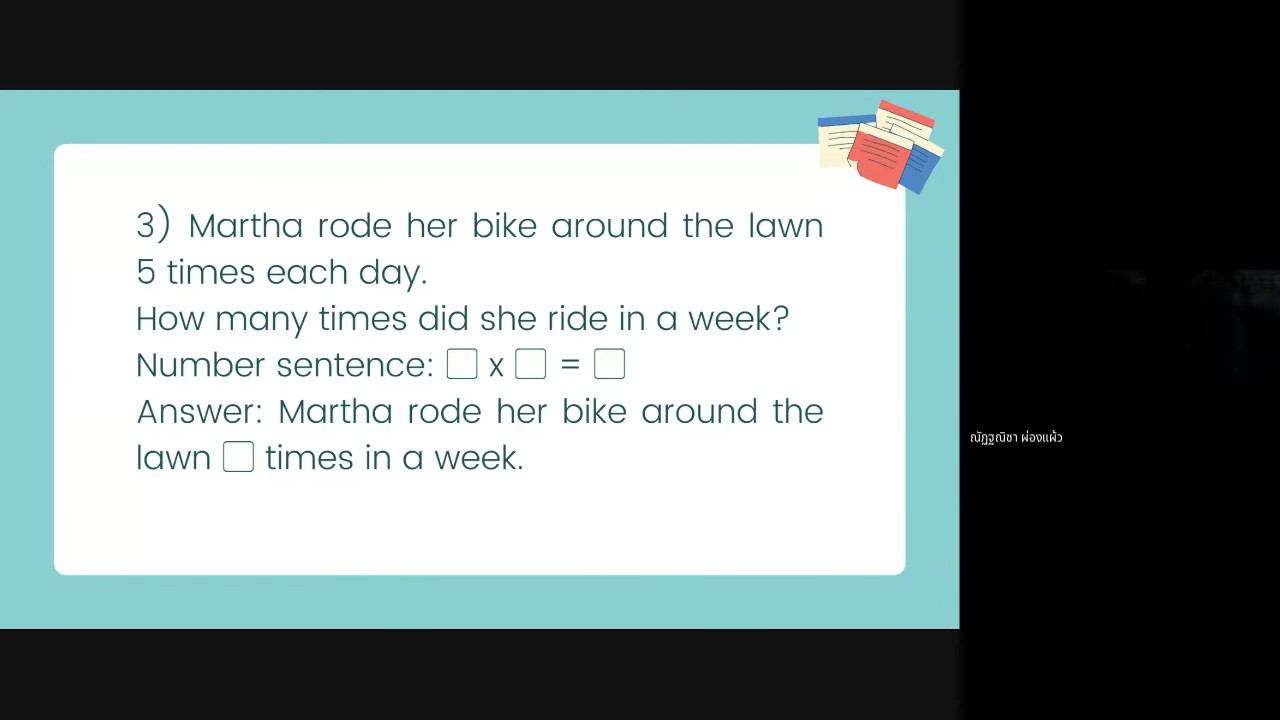 3) Martha rode her bike around the lawn
5 times each day.
How many times did she ride in a week?
Number sentence: □ x □ = □
Answer: Martha rode her bike around the
lawn □ times in a week.
ณัฏฐณิชา ผ่องแผ้ว